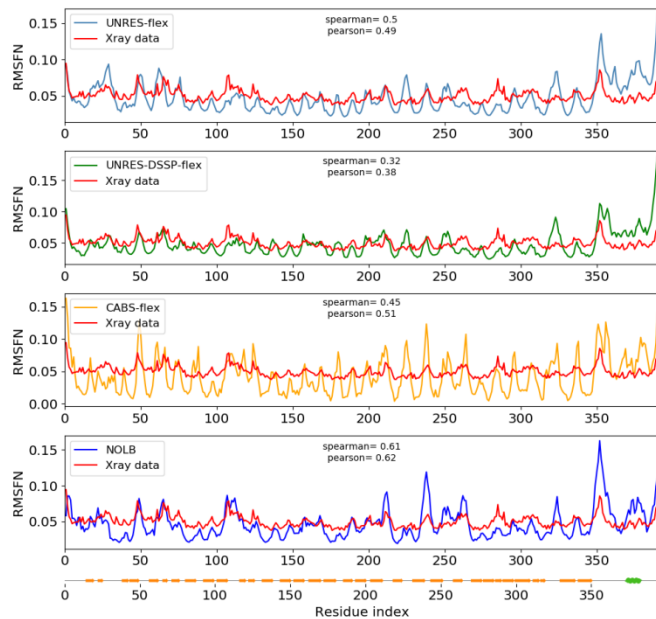 UNRES-flex
Xray data
spearman= 0.5
pearson= 0.49
RMSFN
0.15
0.10
0.05
0 50 100 150 200 250 300 350
UNRES-DSSP-flex
Xray data
spearman= 0.32
pearson= 0.38
RMSFN
0.15
0.10
0.05
0 50 100 150 200 250 300 350
CABS-flex
Xray data
spearman= 0.45
pearson= 0.51
RMSFN
0.15
0.10
0.05
0.00
0 50 100 150 200 250 300 350
NOLB
Xray data
spearman= 0.61
pearson= 0.62
RMSFN
0.15
0.10
0.05
0 50 100 150 200 250 300 350
Residue index